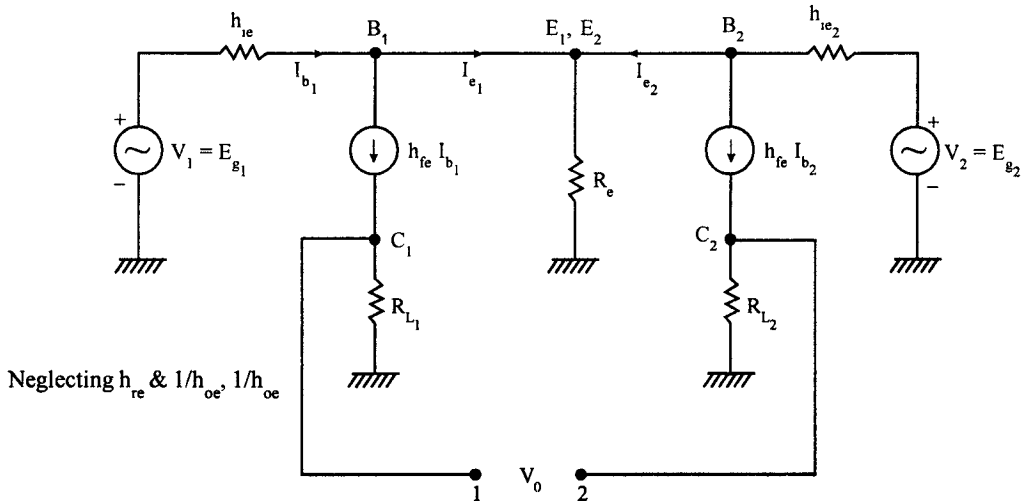 h_ie
B_1
E_1, E_2
B_2
h_ie_2
I_b_1
I_e_1
I_e_2
+
V_1 = E_g_1
−
h_fe I_b_1
R_e
h_fe I_b_2
+
V_2 = E_g_2
−
C_1
C_2
R_L_1
R_L_2
Neglecting h_re & 1/h_oe, 1/h_oe
V_0
1
2